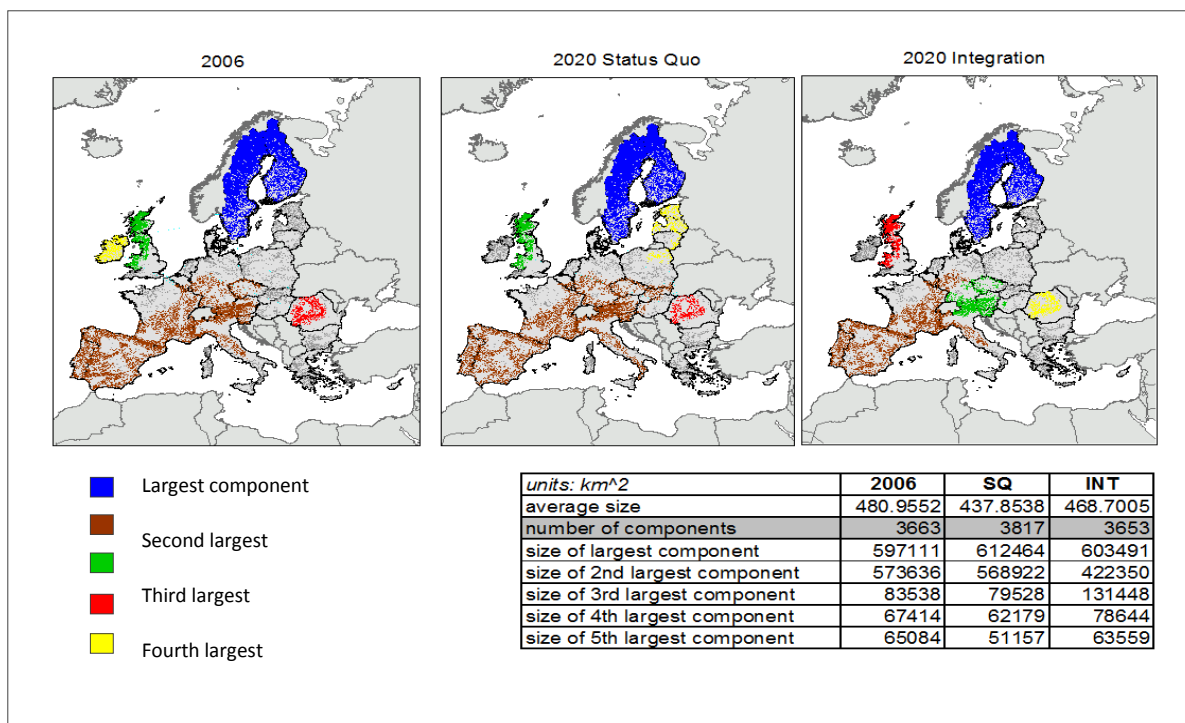 2006
2020 Status Quo
2020 Integration
Largest component
Second largest
Third largest
Fourth largest
units: km^2 2006 SQ INT
average size 480.9552 437.8538 468.7005
number of components 3663 3817 3653
size of largest component 597111 612464 603491
size of 2nd largest component 573636 568922 422350
size of 3rd largest component 83538 79528 131448
size of 4th largest component 67414 62179 78644
size of 5th largest component 65084 51157 63559